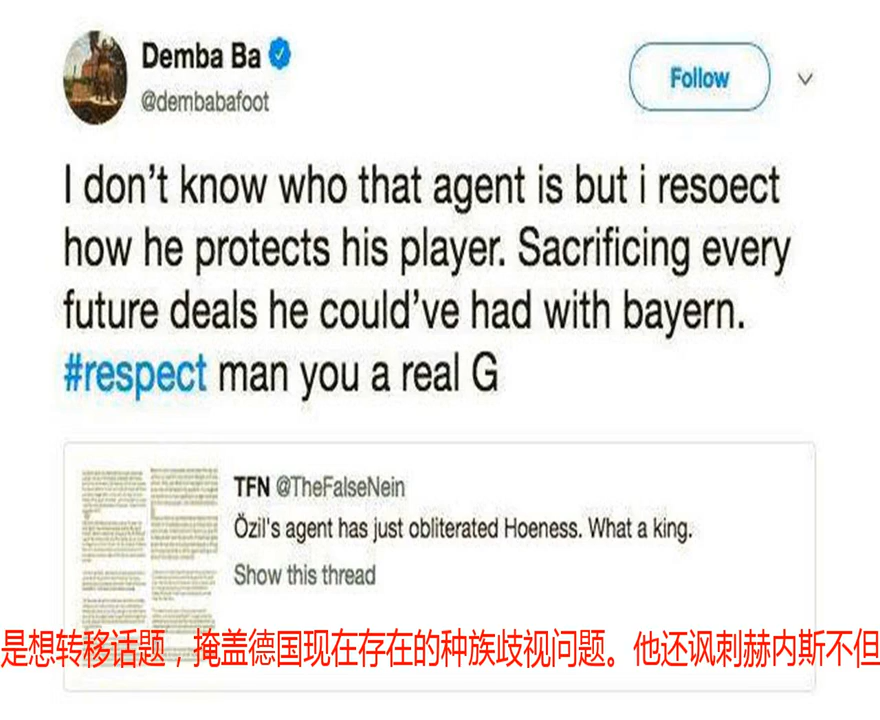 Demba Ba
@dembabafoot
Follow
I don't know who that agent is but i resoect
how he protects his player. Sacrificing every
future deals he could've had with bayern.
#respect man you a real G
TFN @TheFalseNein
Özil's agent has just obliterated Hoeness. What a king.
Show this thread
是想转移话题，掩盖德国现在存在的种族歧视问题。他还讽刺赫内斯不但